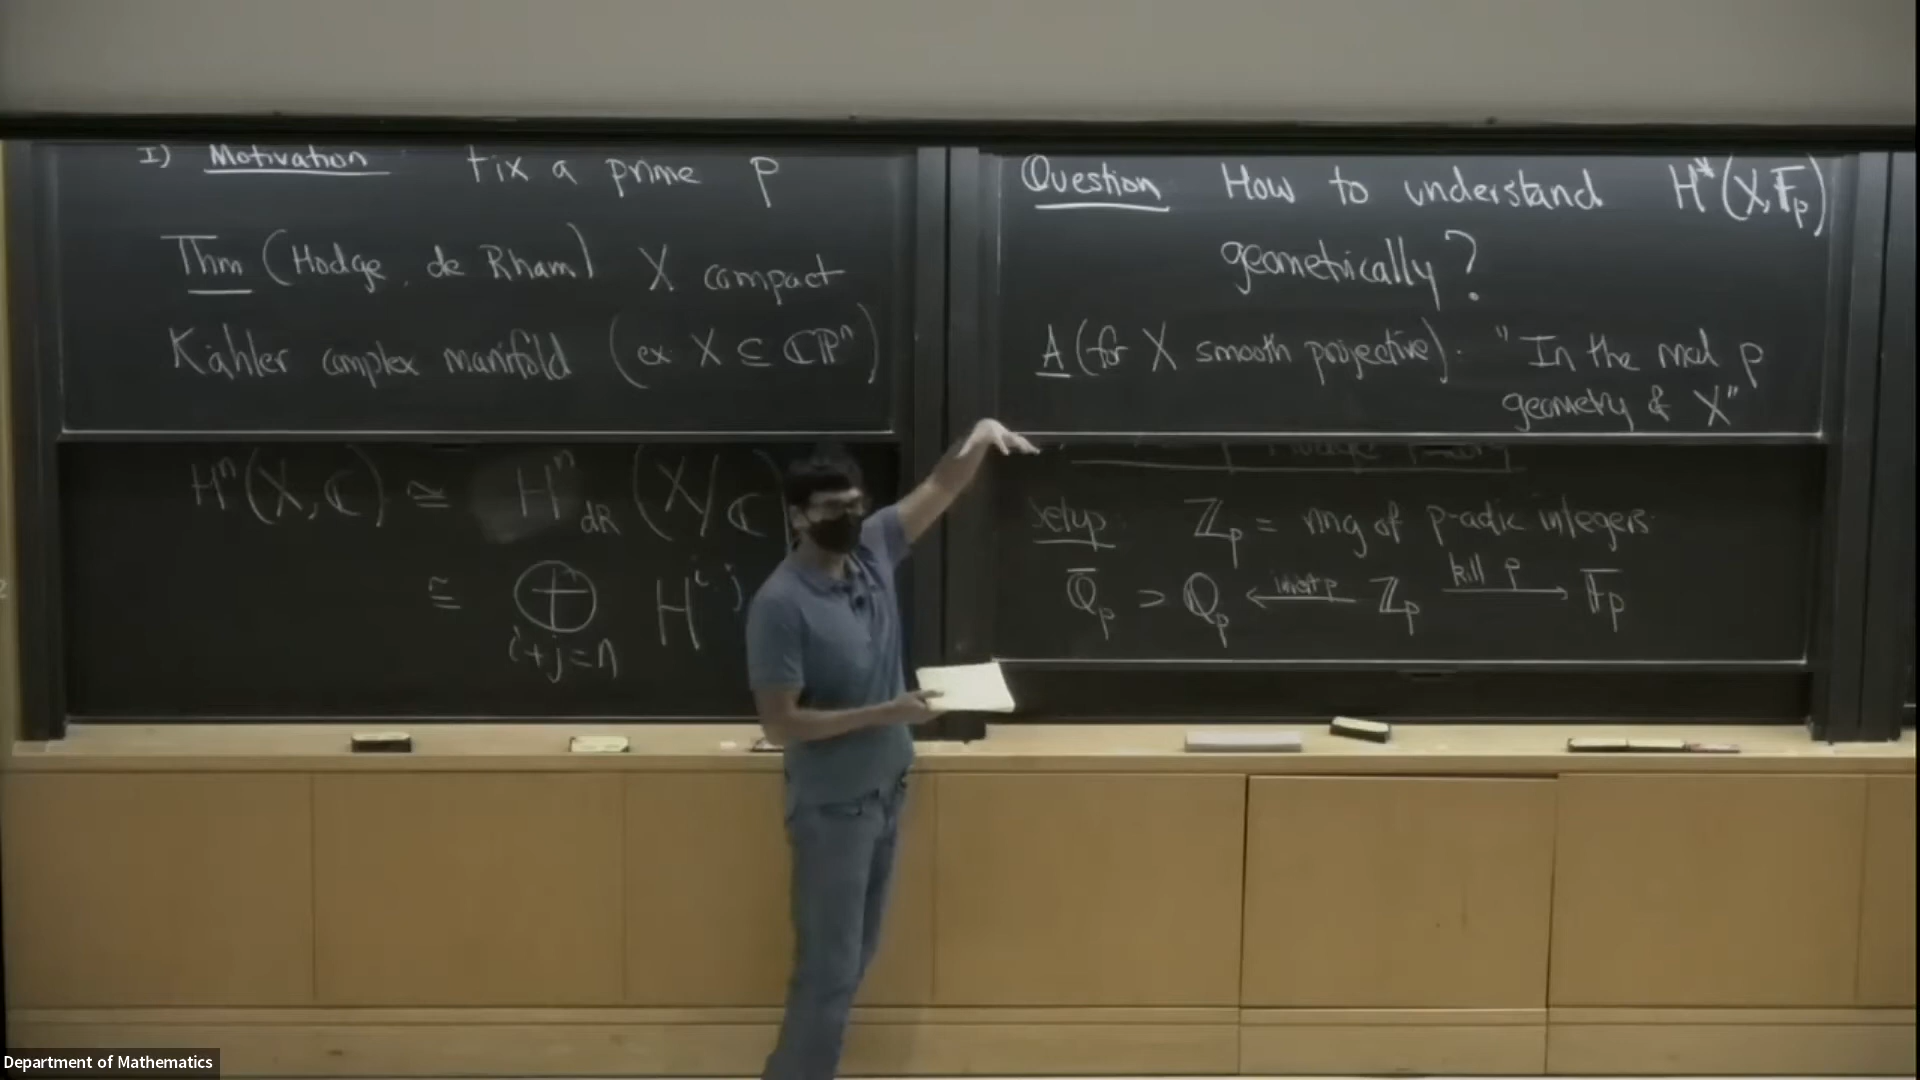 I) Motivation Fix a prime p
Thm (Hodge, de Rham) X compact
Kähler complex manifold (ex X ⊆ ℂℙⁿ)
Hⁿ(X, ℂ) ≅ Hⁿ_dR (X/ℂ
≅ ⊕_{i+j=n} H^{i,j}
Question How to understand H*(X, 𝔽_p)
geometrically?
A (for X smooth projective). "In the mod p
geometry of X"
Setup: ℤ_p = ring of p-adic integers
ℚ̄_p > ℚ_p ←invert p— ℤ_p —kill p→ 𝔽_p
Department of Mathematics